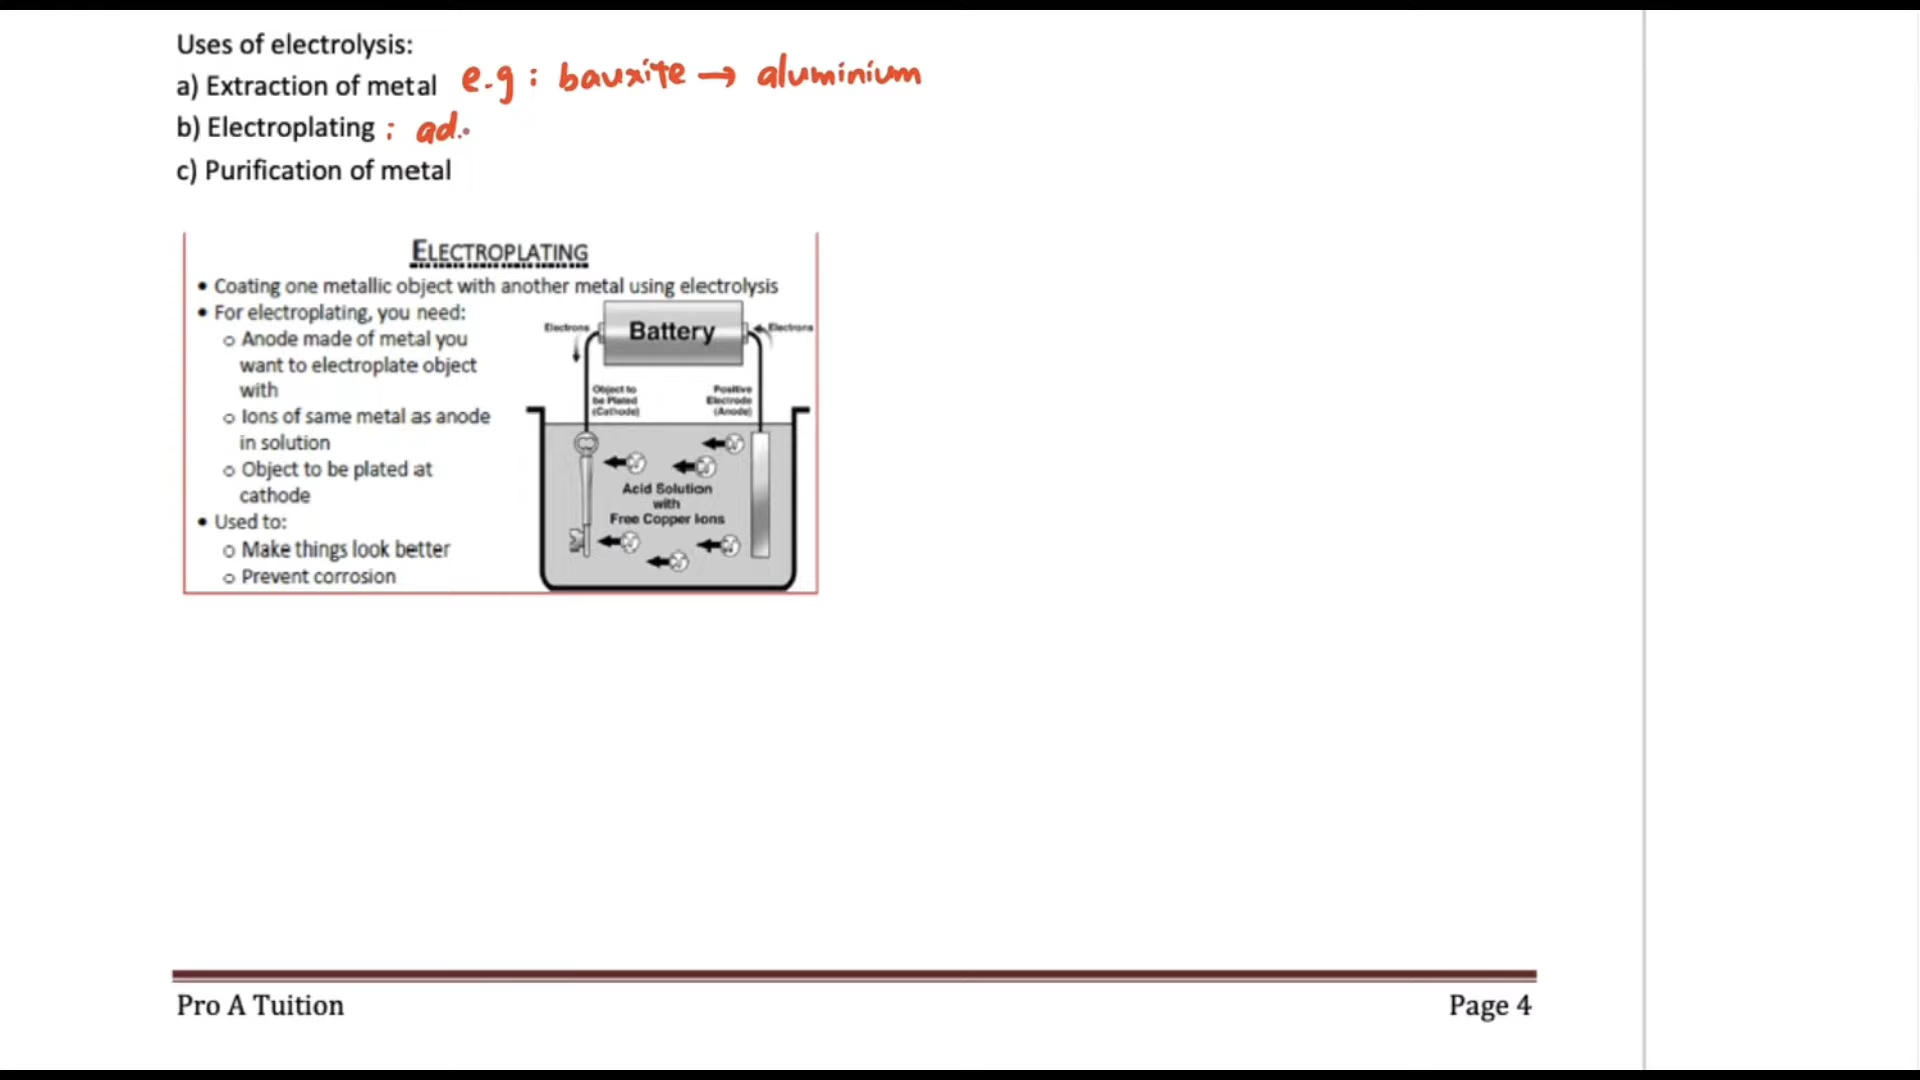 Uses of electrolysis:
a) Extraction of metal e.g : bauxite → aluminium
b) Electroplating : ad
c) Purification of metal
ELECTROPLATING
• Coating one metallic object with another metal using electrolysis
• For electroplating, you need:
o Anode made of metal you
want to electroplate object
with
o Ions of same metal as anode
in solution
o Object to be plated at
cathode
• Used to:
o Make things look better
o Prevent corrosion
Electrons Battery Electrons
Object to
be Plated
(Cathode)
Positive
Electrode
(Anode)
Acid Solution
with
Free Copper Ions
Pro A Tuition Page 4